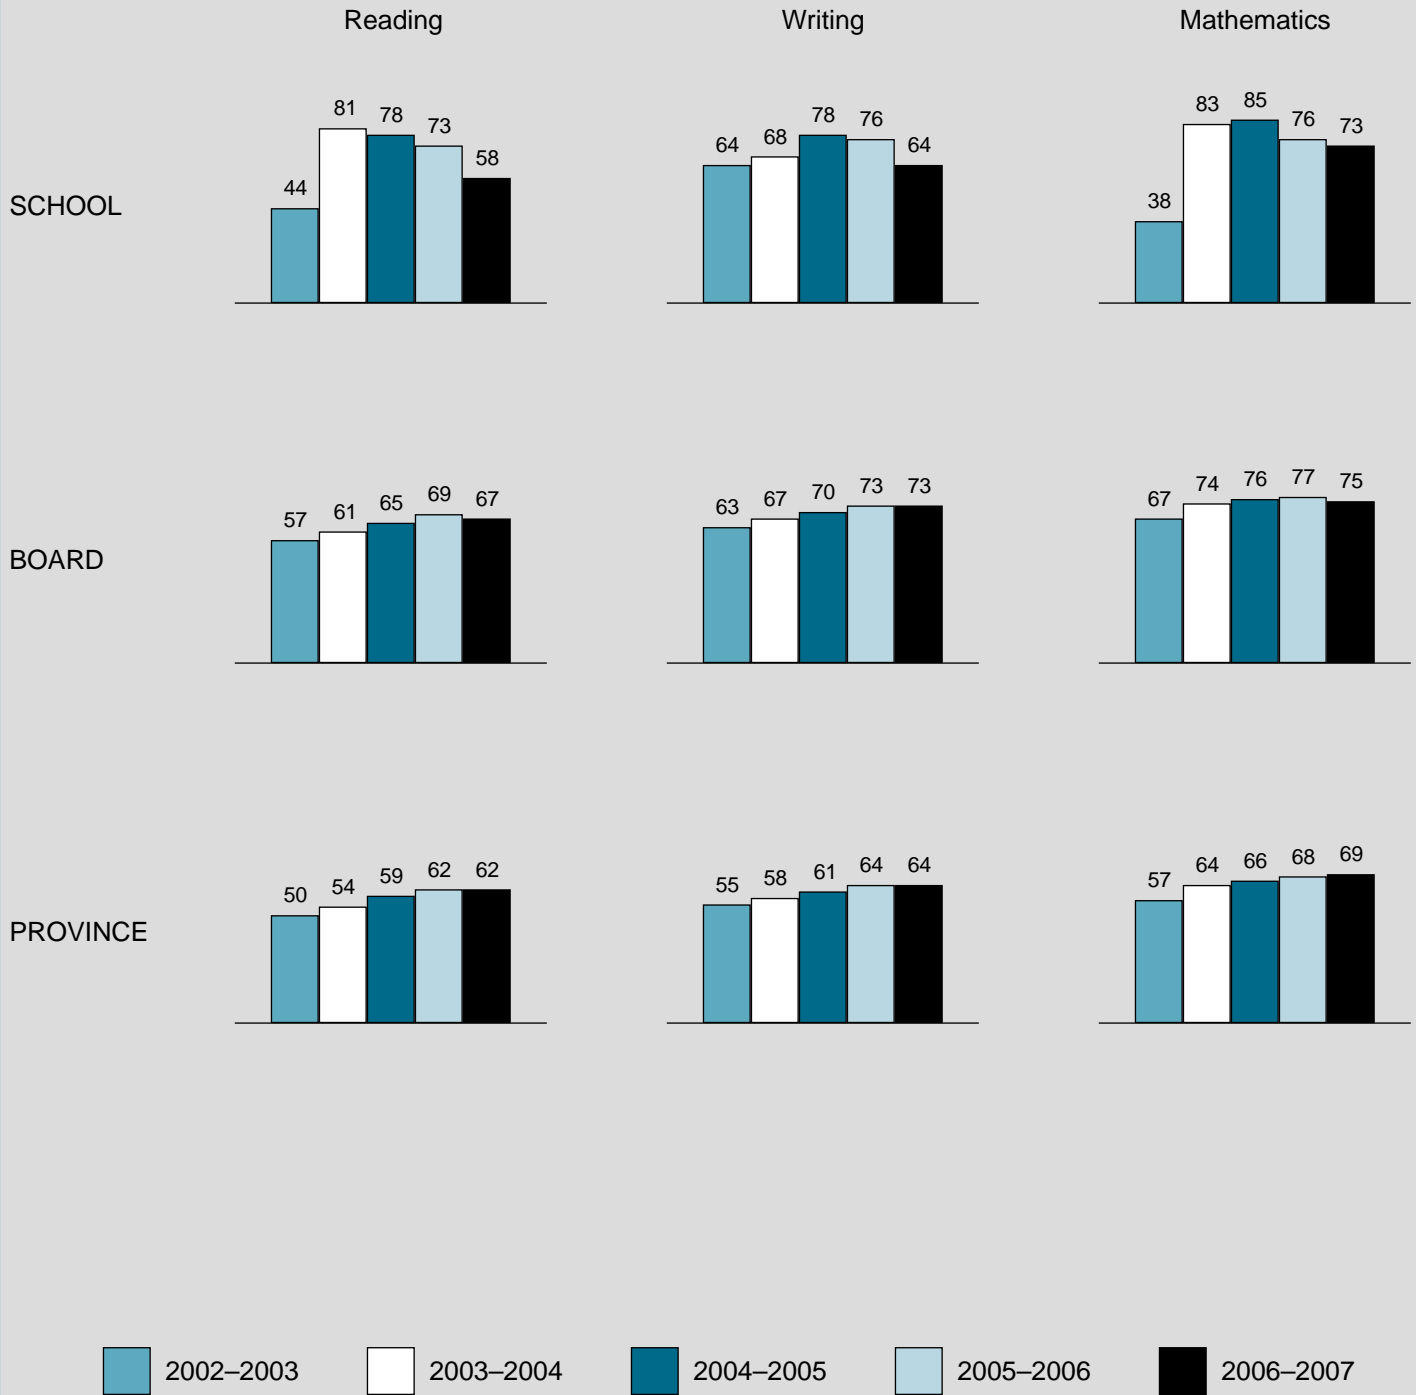 Reading Writing Mathematics
SCHOOL
44 81 78 73 58
64 68 78 76 64
38 83 85 76 73
BOARD
57 61 65 69 67
63 67 70 73 73
67 74 76 77 75
PROVINCE
50 54 59 62 62
55 58 61 64 64
57 64 66 68 69
2002–2003 2003–2004 2004–2005 2005–2006 2006–2007